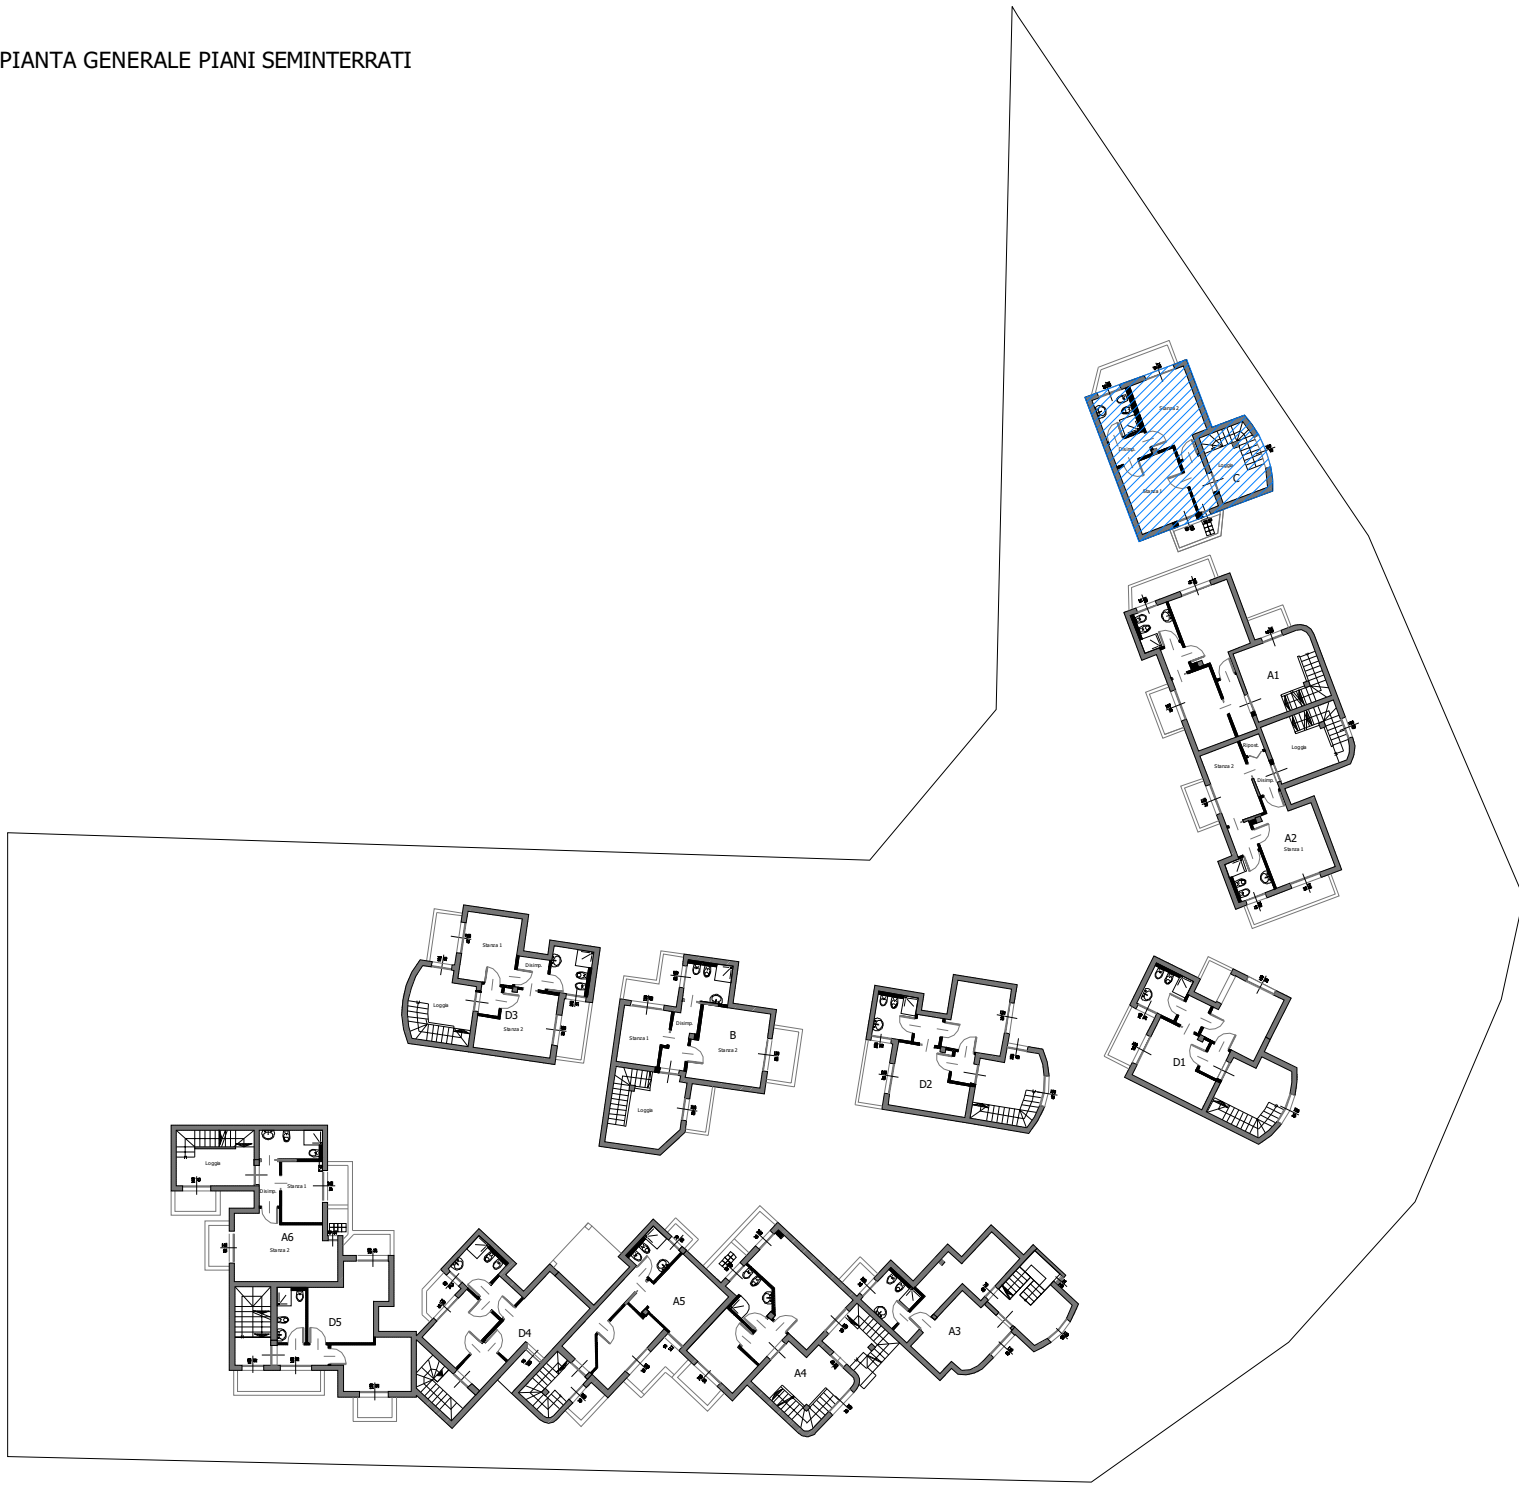 PIANTA GENERALE PIANI SEMINTERRATI
Stanza 2
Disimp.
Loggia
C
Stanza 1
A1
Ripost.
Loggia
Stanza 2
Disimp.
A2
Stanza 1
Stanza 1
Disimp.
Loggia
D3
Stanza 2
Disimp.
Stanza 1
B
Stanza 2
Loggia
D2
D1
Loggia
Disimp.
Stanza 1
A6
Stanza 2
D5
D4
A5
A4
A3